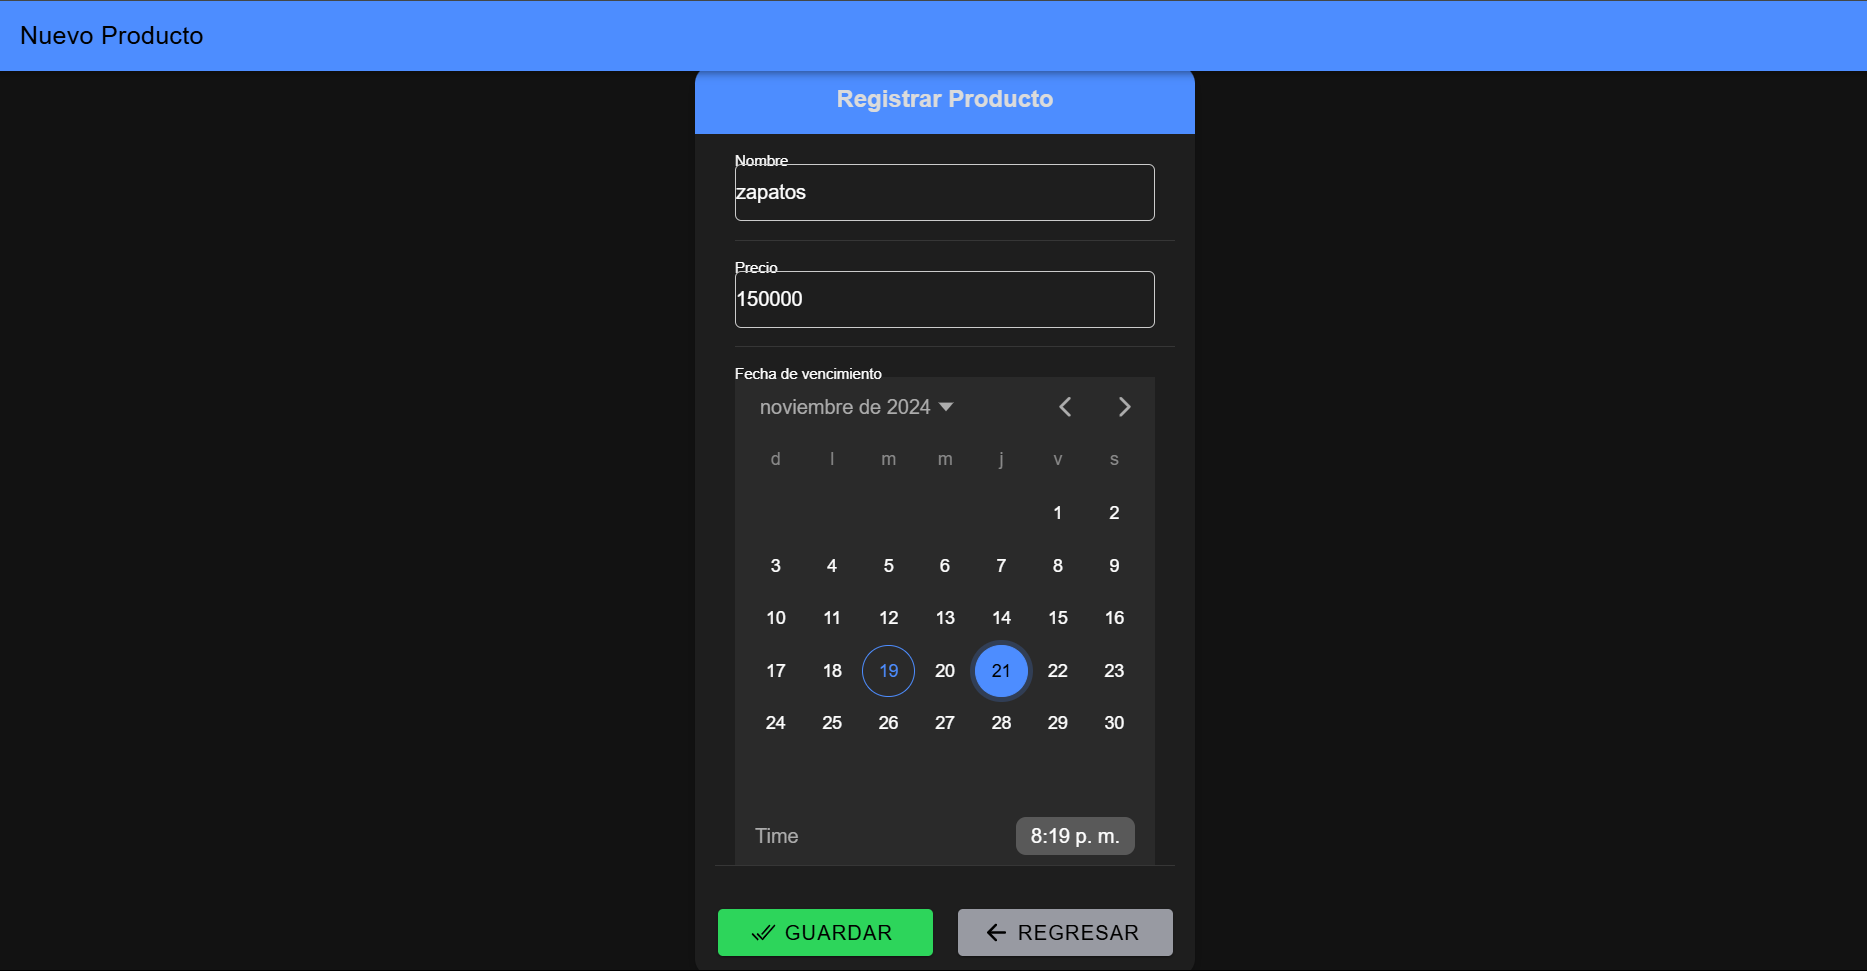 Nuevo Producto
Registrar Producto
Nombre
zapatos
Precio
150000
Fecha de vencimiento
noviembre de 2024
d l m m j v s
1 2
3 4 5 6 7 8 9
10 11 12 13 14 15 16
17 18 19 20 21 22 23
24 25 26 27 28 29 30
Time 8:19 p. m.
GUARDAR REGRESAR